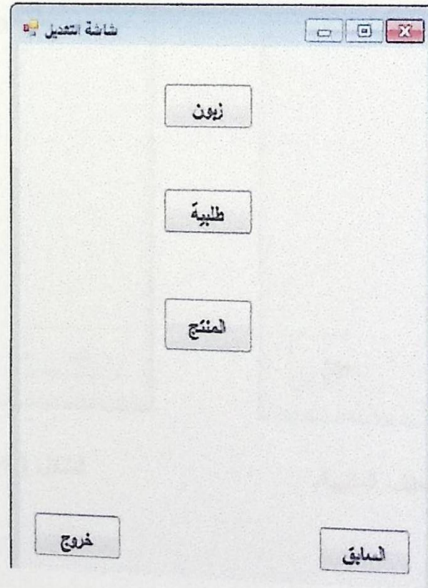 شاشة التعديل
زبون
طلبية
المنتج
خروج
السابق